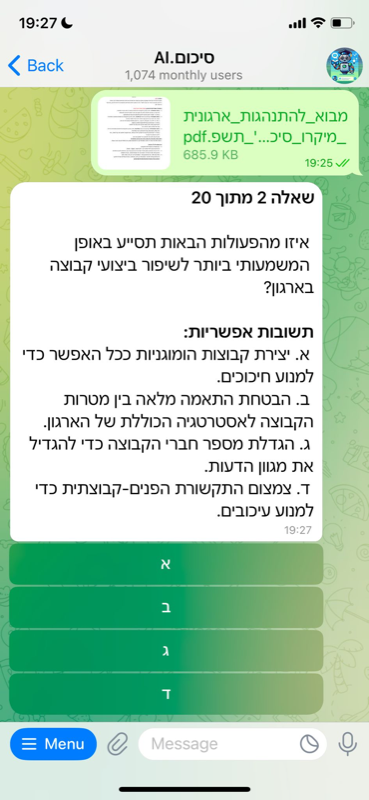 19:27
Back
סיכום.AI
1,074 monthly users
מבוא_להתנהגות_ארגונית
_מיקרו_סיכ...'_תשפ.pdf
685.9 KB
19:25
שאלה 2 מתוך 20
איזו מהפעולות הבאות תסייע באופן
המשמעותי ביותר לשיפור ביצועי קבוצה
בארגון?
תשובות אפשריות:
א. יצירת קבוצות הומוגניות ככל האפשר כדי
למנוע חיכוכים.
ב. הבטחת התאמה מלאה בין מטרות
הקבוצה לאסטרטגיה הכוללת של הארגון.
ג. הגדלת מספר חברי הקבוצה כדי להגדיל
את מגוון הדעות.
ד. צמצום התקשורת הפנים-קבוצתית כדי
למנוע עיכובים.
19:27
א
ב
ג
ד
Menu
Message